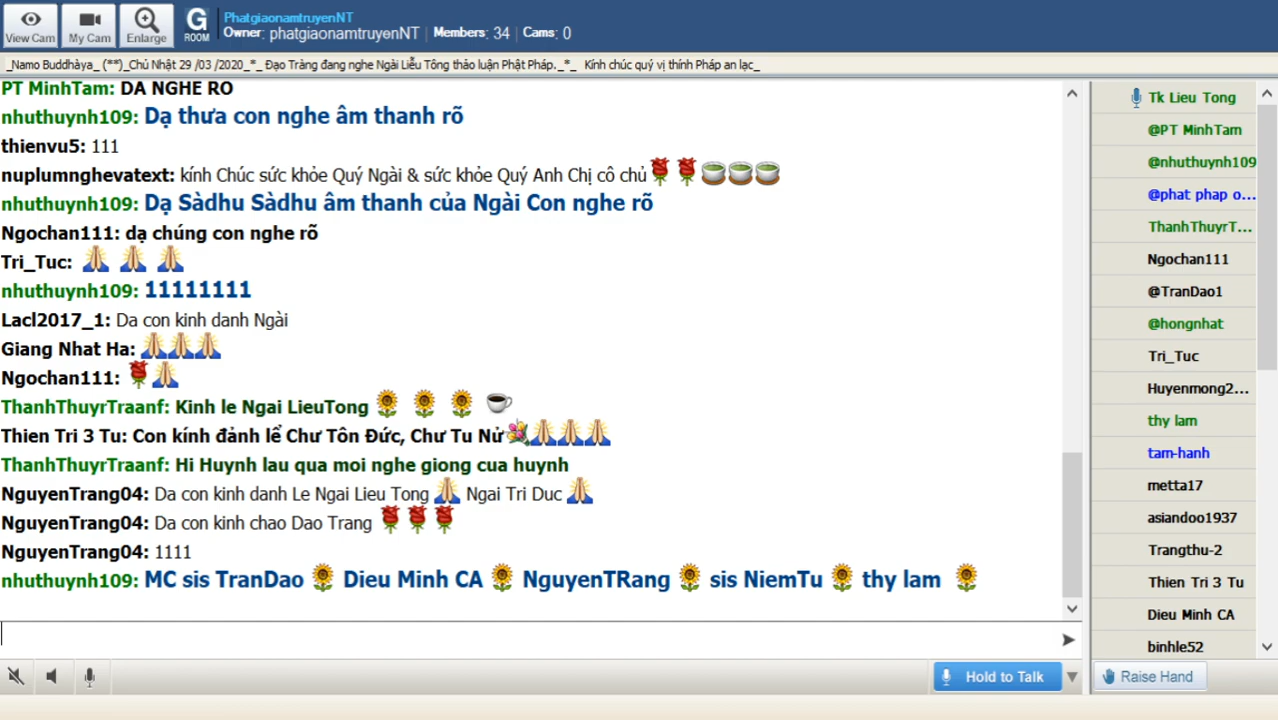 View Cam
My Cam
Enlarge
G
ROOM
PhatgiaonamtruyenNT
Owner: phatgiaonamtruyenNT | Members: 34 | Cams: 0
_Namo Buddhàya_ (**)_Chủ Nhật 29 /03 /2020_*_ Đạo Tràng đang nghe Ngài Liễu Tông thảo luận Phật Pháp._*_ Kính chúc quý vị thính Pháp an lạc_
PT MinhTam: DA NGHE RO
nhuthuynh109: Dạ thưa con nghe âm thanh rõ
thienvu5: 111
nuplumnghevatext: kính Chúc sức khỏe Quý Ngài & sức khỏe Quý Anh Chị cô chủ
nhuthuynh109: Dạ Sàdhu Sàdhu âm thanh của Ngài Con nghe rõ
Ngochan111: dạ chúng con nghe rõ
Tri_Tuc:
nhuthuynh109: 11111111
Lacl2017_1: Da con kinh danh Ngài
Giang Nhat Ha:
Ngochan111:
ThanhThuyrTraanf: Kinh le Ngai LieuTong
Thien Tri 3 Tu: Con kính đảnh lể Chư Tôn Đức, Chư Tu Nử
ThanhThuyrTraanf: Hi Huynh lau qua moi nghe giong cua huynh
NguyenTrang04: Da con kinh danh Le Ngai Lieu Tong Ngai Tri Duc
NguyenTrang04: Da con kinh chao Dao Trang
NguyenTrang04: 1111
nhuthuynh109: MC sis TranDao Dieu Minh CA NguyenTRang sis NiemTu thy lam
Tk Lieu Tong
@PT MinhTam
@nhuthuynh109
@phat phap o...
ThanhThuyrT...
Ngochan111
@TranDao1
@hongnhat
Tri_Tuc
Huyenmong2...
thy lam
tam-hanh
metta17
asiandoo1937
Trangthu-2
Thien Tri 3 Tu
Dieu Minh CA
binhle52
Hold to Talk
Raise Hand